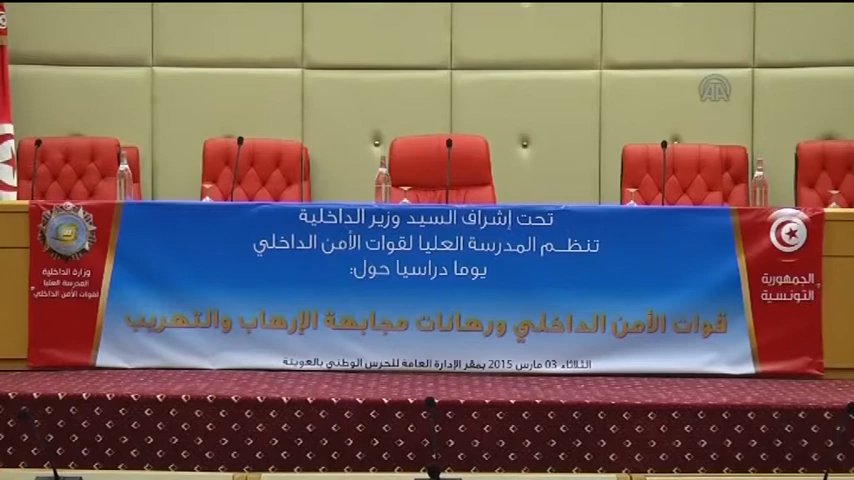 تحت إشراف السيد وزير الداخلية
تنظم المدرسة العليا لقوات الأمن الداخلي
يوما دراسيا حول:
قوات الأمن الداخلي ورهانات مجابهة الإرهاب والتهريب
الثلاثاء 03 مارس 2015 بمقر الإدارة العامة للحرس الوطني بالعوينة
الجمهورية
التونسية
وزارة الداخلية
المدرسة العليا
لقوات الأمن الداخلي
AA